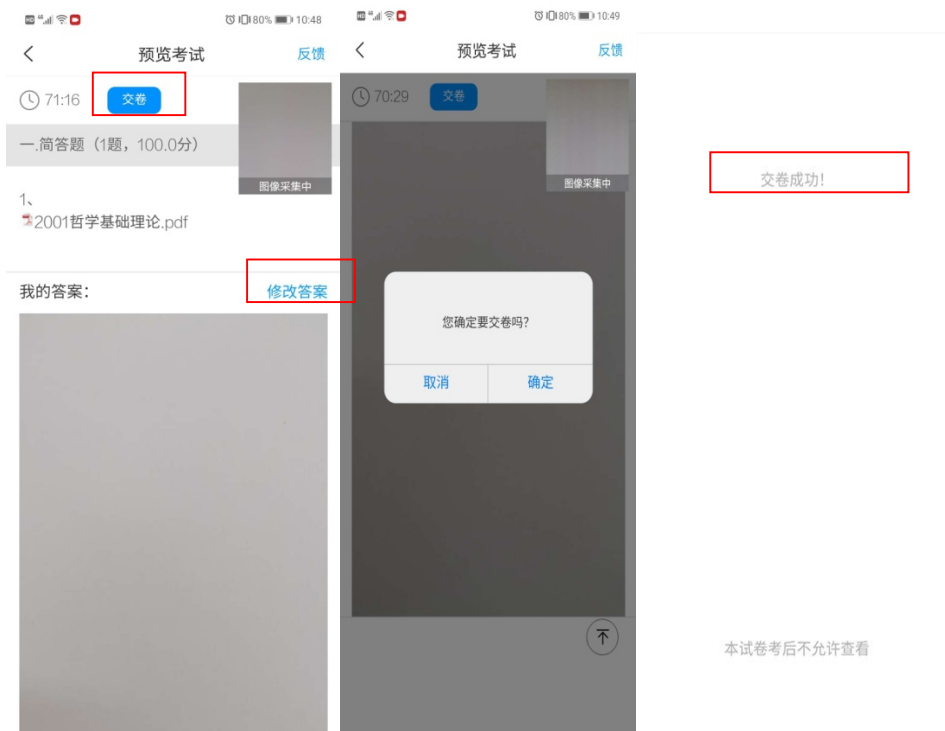 80% 10:48
预览考试 反馈
71:16 交卷
一.简答题（1题，100.0分）
图像采集中
1、
2001哲学基础理论.pdf
我的答案： 修改答案
80% 10:49
预览考试 反馈
70:29 交卷
图像采集中
您确定要交卷吗？
取消 确定
交卷成功！
本试卷考后不允许查看